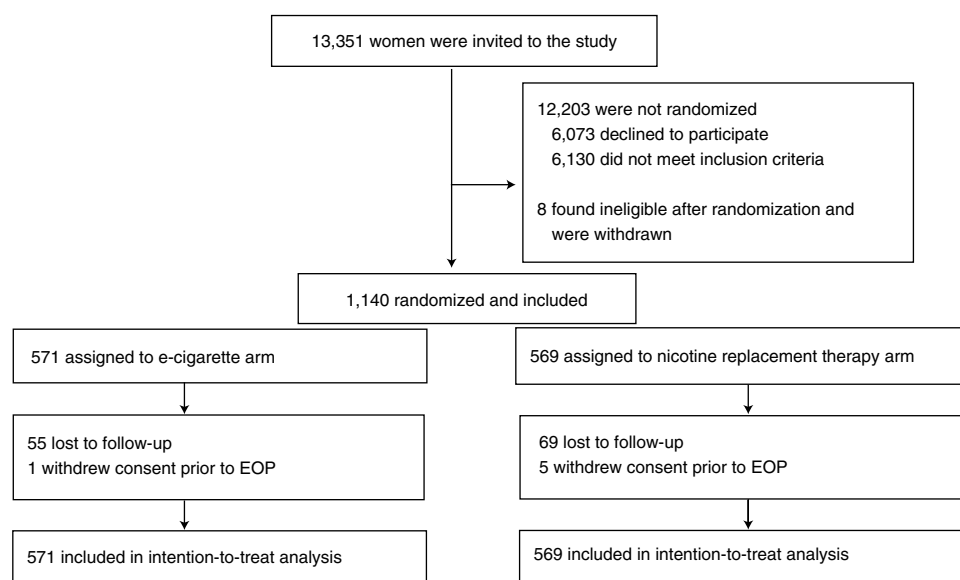 13,351 women were invited to the study
12,203 were not randomized
6,073 declined to participate
6,130 did not meet inclusion criteria
8 found ineligible after randomization and
were withdrawn
1,140 randomized and included
571 assigned to e-cigarette arm
569 assigned to nicotine replacement therapy arm
55 lost to follow-up
1 withdrew consent prior to EOP
69 lost to follow-up
5 withdrew consent prior to EOP
571 included in intention-to-treat analysis
569 included in intention-to-treat analysis